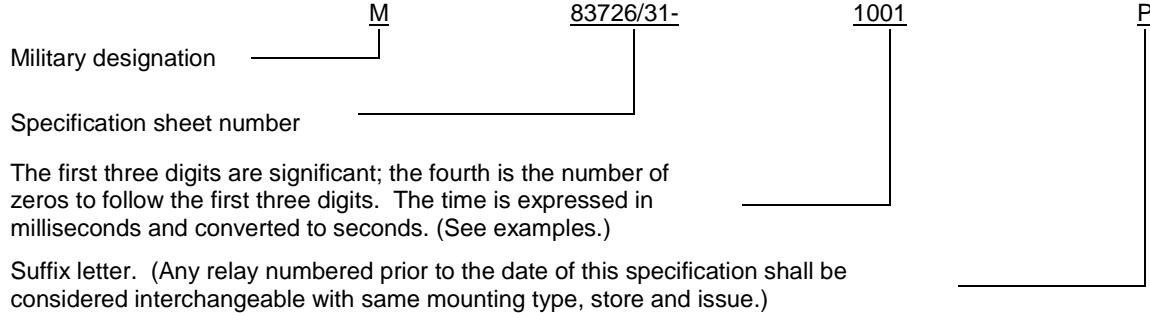 M 83726/31- 1001 P
Military designation
Specification sheet number
The first three digits are significant; the fourth is the number of
zeros to follow the first three digits. The time is expressed in
milliseconds and converted to seconds. (See examples.)
Suffix letter. (Any relay numbered prior to the date of this specification shall be
considered interchangeable with same mounting type, store and issue.)